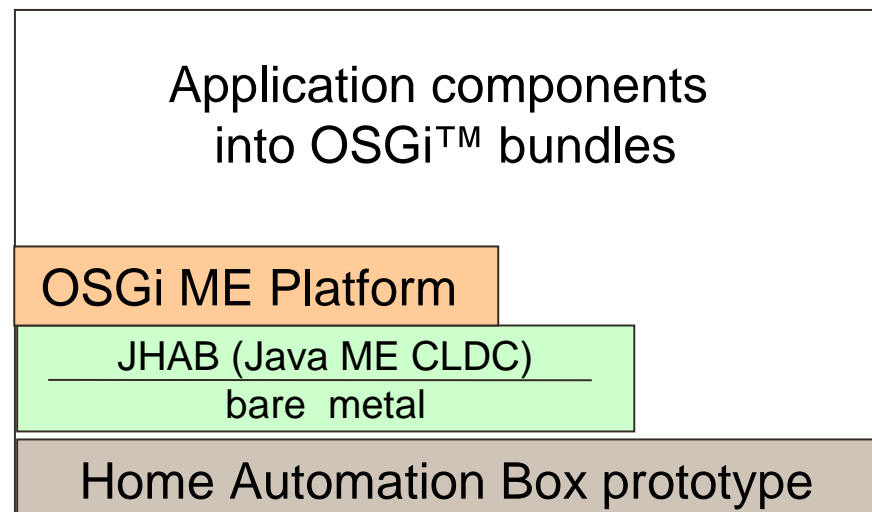 Application components
into OSGi™ bundles
OSGi ME Platform
JHAB (Java ME CLDC)
bare metal
Home Automation Box prototype